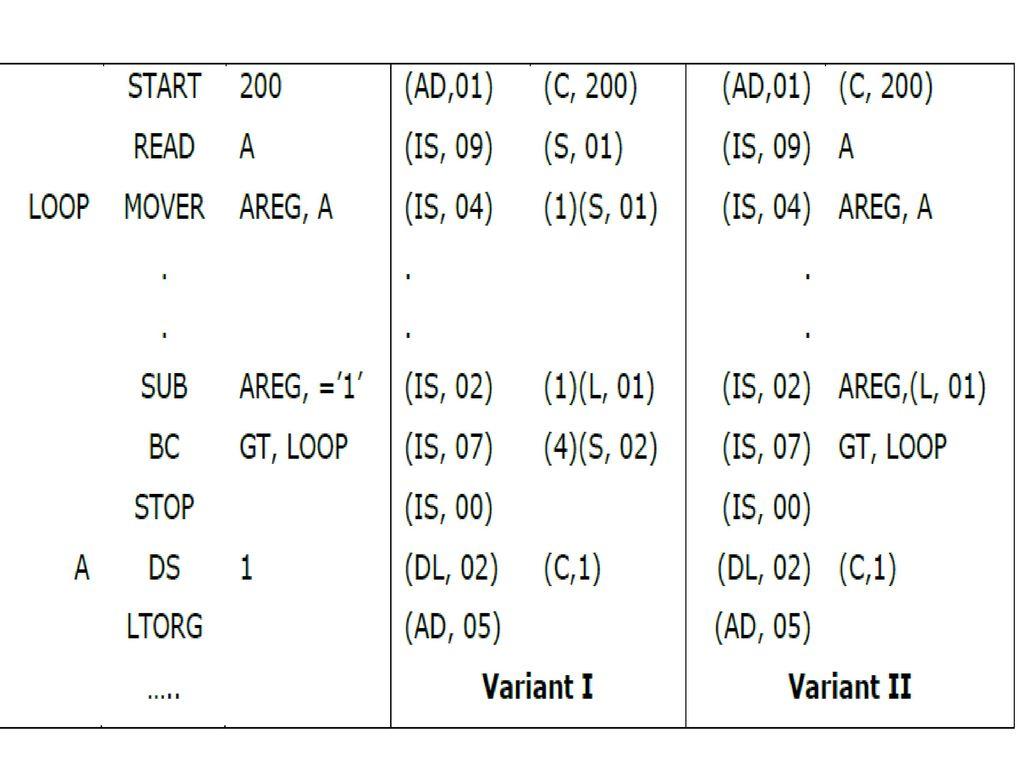 START 200 (AD,01) (C, 200) (AD,01) (C, 200)
READ A (IS, 09) (S, 01) (IS, 09) A
LOOP MOVER AREG, A (IS, 04) (1)(S, 01) (IS, 04) AREG, A
. . .
. . .
SUB AREG, ='1' (IS, 02) (1)(L, 01) (IS, 02) AREG,(L, 01)
BC GT, LOOP (IS, 07) (4)(S, 02) (IS, 07) GT, LOOP
STOP (IS, 00) (IS, 00)
A DS 1 (DL, 02) (C,1) (DL, 02) (C,1)
LTORG (AD, 05) (AD, 05)
..... Variant I Variant II